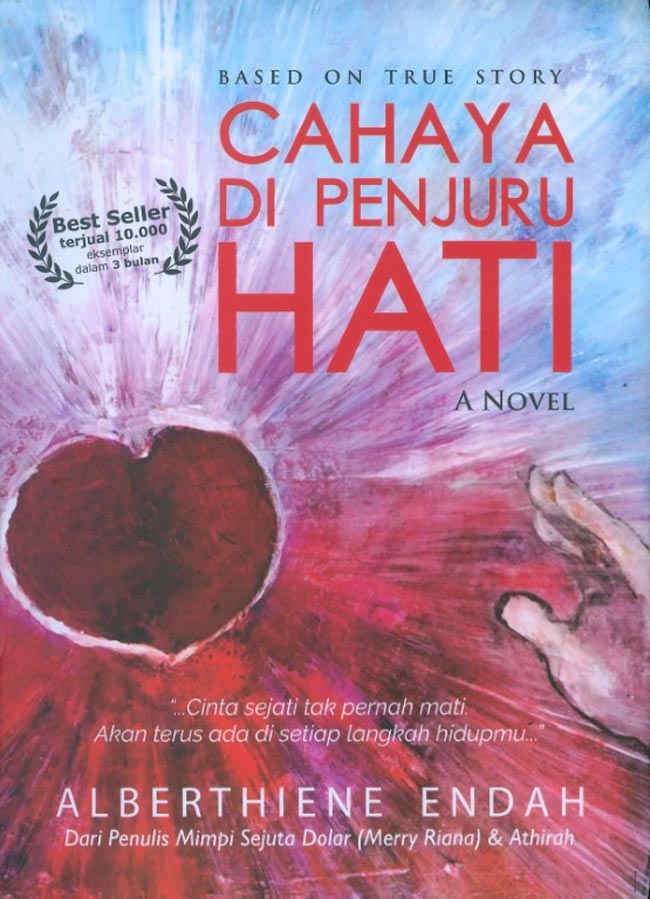 BASED ON TRUE STORY
CAHAYA
DI PENJURU
HATI
A NOVEL
Best Seller
terjual 10.000
eksemplar
dalam 3 bulan
"...Cinta sejati tak pernah mati.
Akan terus ada di setiap langkah hidupmu..."
ALBERTHIENE ENDAH
Dari Penulis Mimpi Sejuta Dolar (Merry Riana) & Athirah